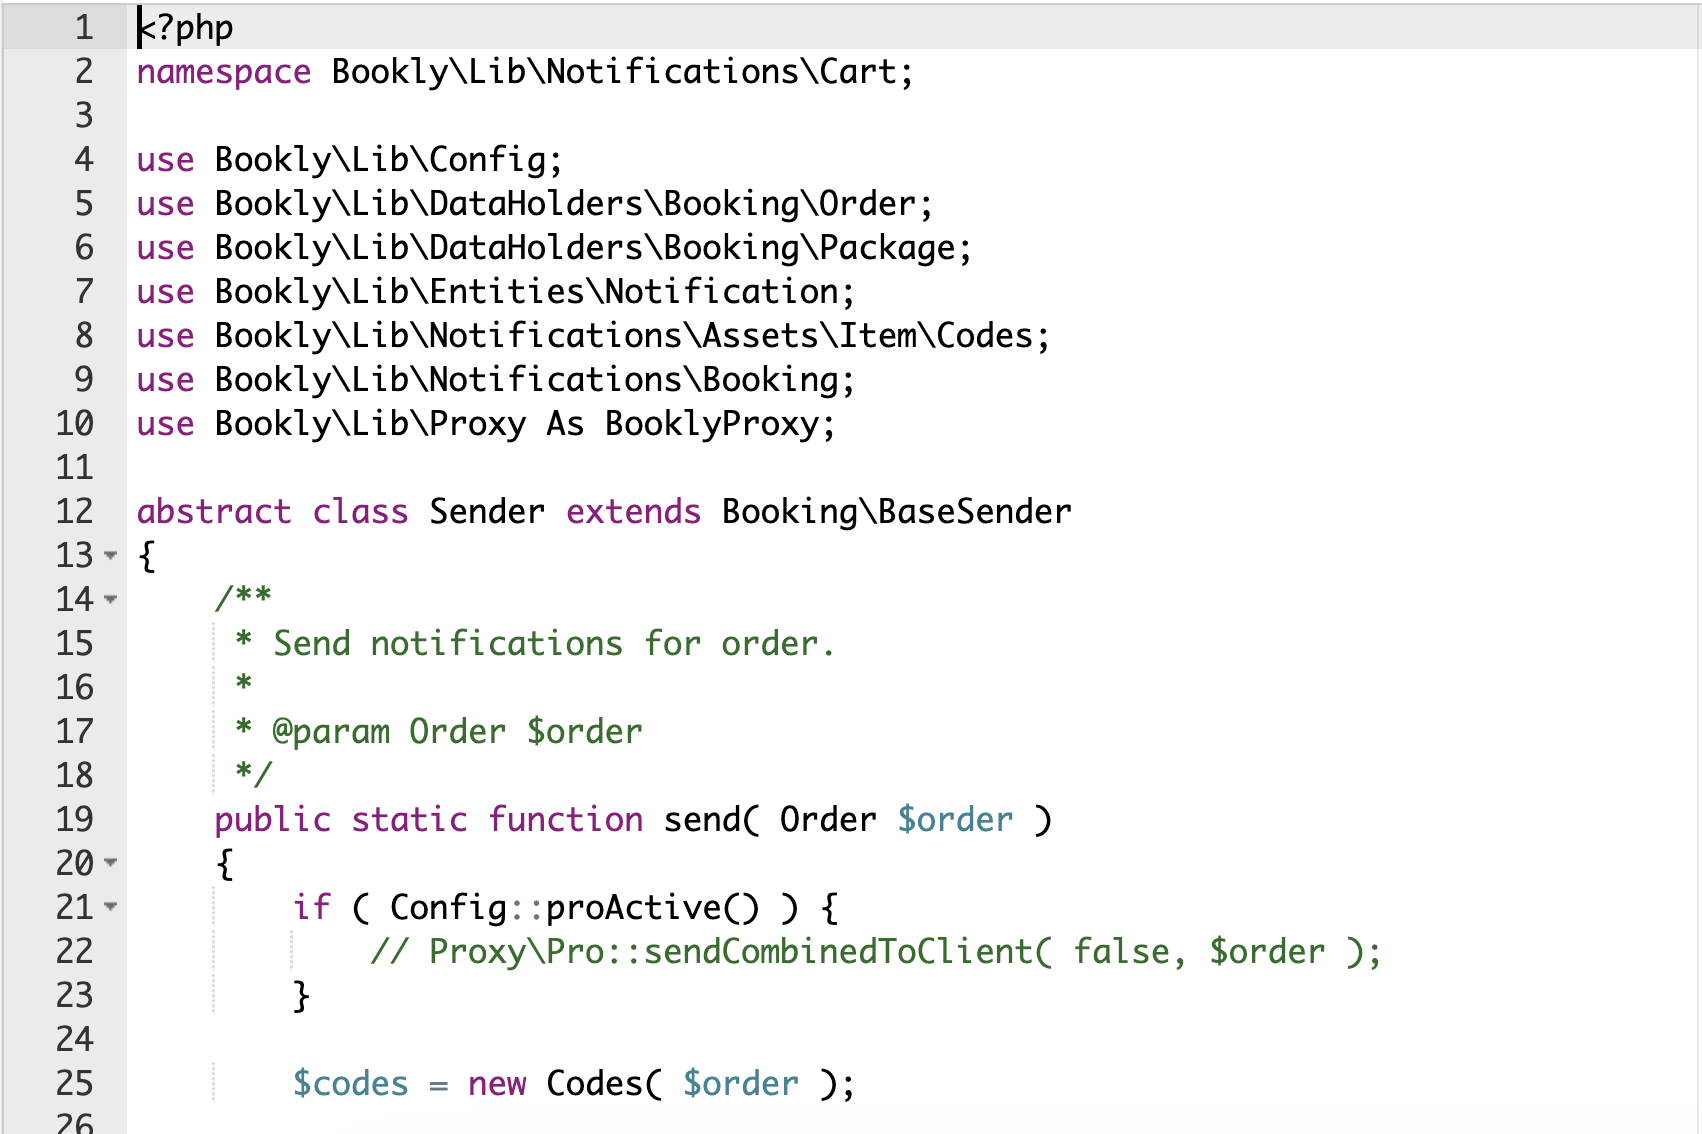 1 <?php
2 namespace Bookly\Lib\Notifications\Cart;
3
4 use Bookly\Lib\Config;
5 use Bookly\Lib\DataHolders\Booking\Order;
6 use Bookly\Lib\DataHolders\Booking\Package;
7 use Bookly\Lib\Entities\Notification;
8 use Bookly\Lib\Notifications\Assets\Item\Codes;
9 use Bookly\Lib\Notifications\Booking;
10 use Bookly\Lib\Proxy As BooklyProxy;
11
12 abstract class Sender extends Booking\BaseSender
13 {
14     /**
15      * Send notifications for order.
16      *
17      * @param Order $order
18      */
19     public static function send( Order $order )
20     {
21         if ( Config::proActive() ) {
22             // Proxy\Pro::sendCombinedToClient( false, $order );
23         }
24
25         $codes = new Codes( $order );
26